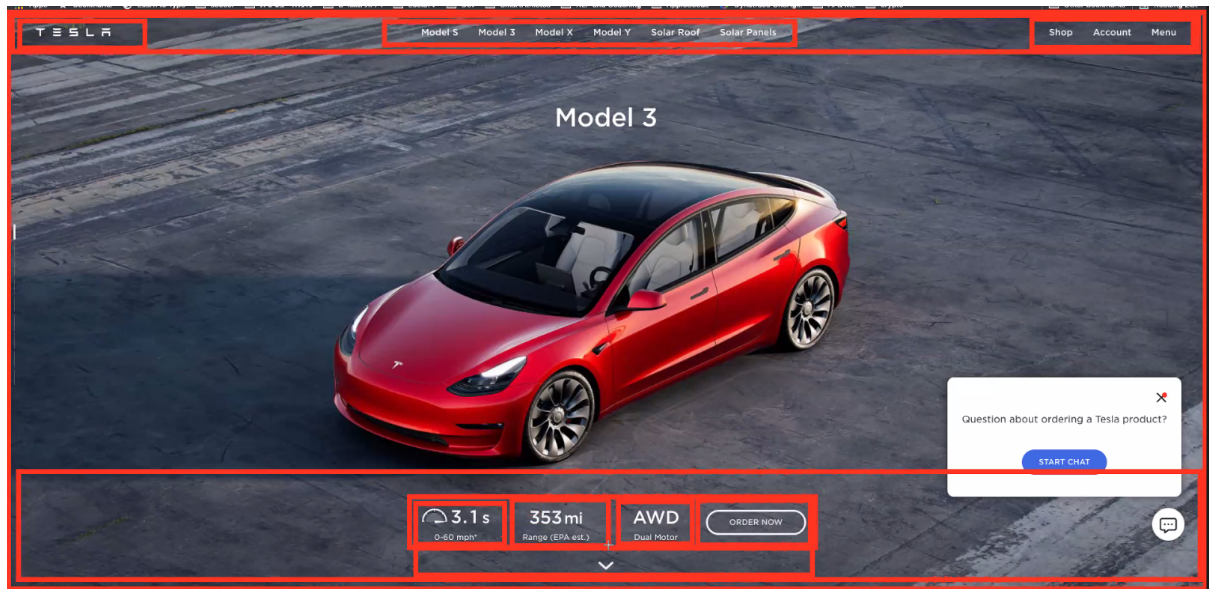 TESLA
Model S Model 3 Model X Model Y Solar Roof Solar Panels
Shop Account Menu
Model 3
Question about ordering a Tesla product?
START CHAT
3.1 s
0-60 mph*
353 mi
Range (EPA est.)
AWD
Dual Motor
ORDER NOW